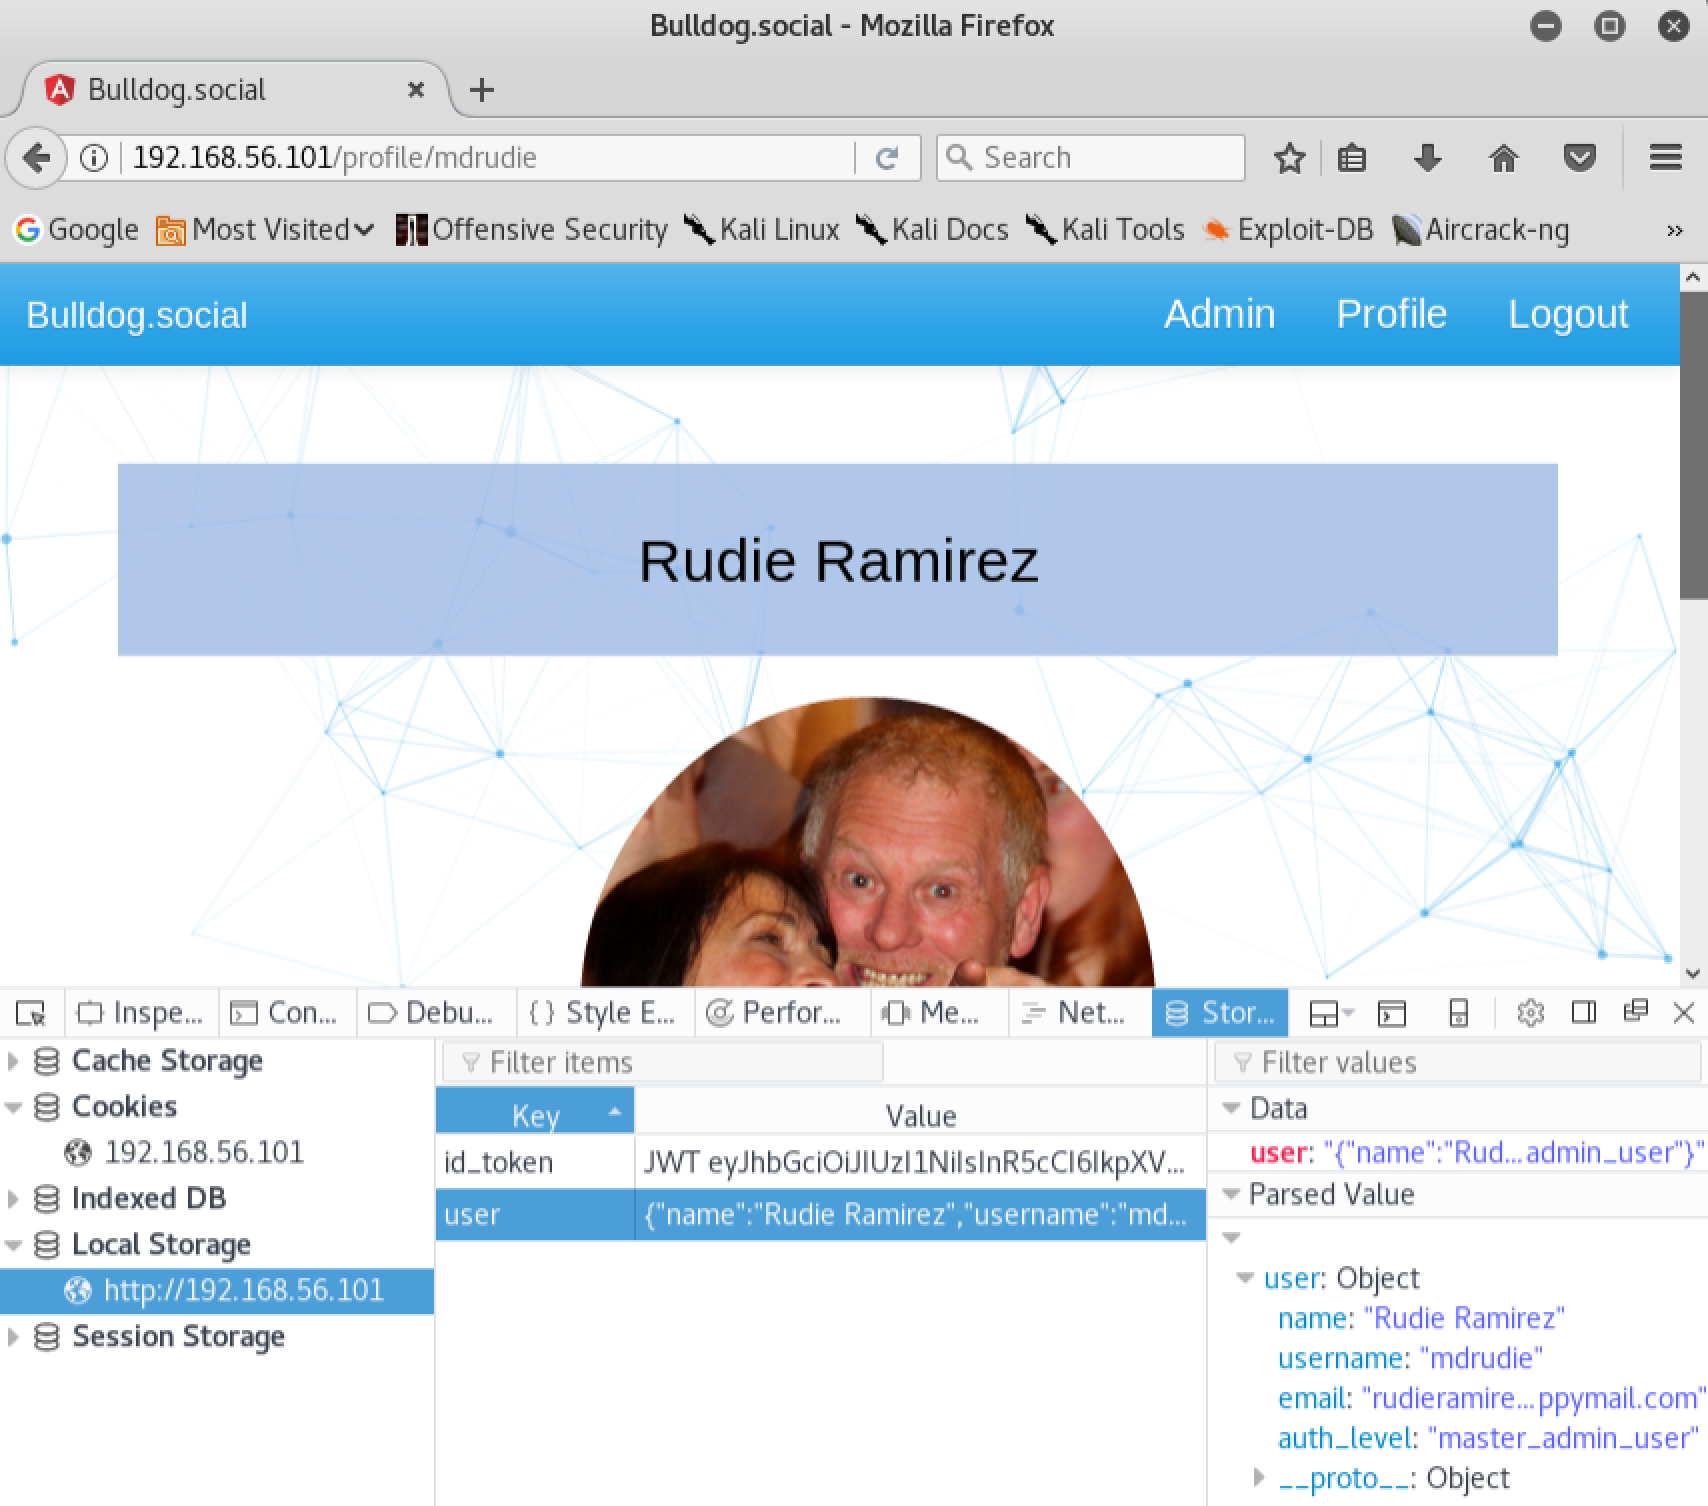 Bulldog.social - Mozilla Firefox
Bulldog.social
192.168.56.101/profile/mdrudie
Search
Google Most Visited Offensive Security Kali Linux Kali Docs Kali Tools Exploit-DB Aircrack-ng »
Bulldog.social Admin Profile Logout
Rudie Ramirez
Inspe... Con... Debu... {} Style E... Perfor... Me... Net... Stor...
Cache Storage
Cookies
192.168.56.101
Indexed DB
Local Storage
http://192.168.56.101
Session Storage
Filter items
Key Value
id_token JWT eyJhbGciOiJIUzI1NiIsInR5cCI6IkpXV...
user {"name":"Rudie Ramirez","username":"md...
Filter values
Data
user: "{"name":"Rud...admin_user"}"
Parsed Value
user: Object
name: "Rudie Ramirez"
username: "mdrudie"
email: "rudieramire...ppymail.com"
auth_level: "master_admin_user"
__proto__: Object